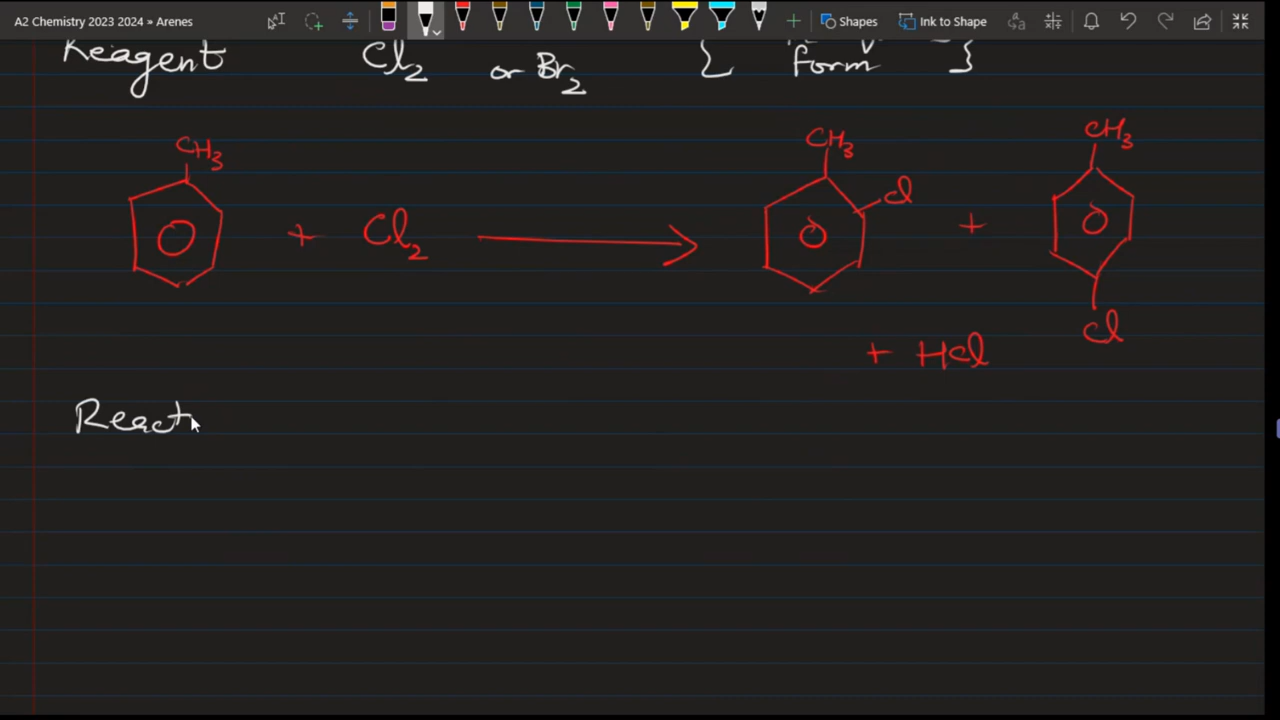 A2 Chemistry 2023 2024 » Arenes
Shapes
Ink to Shape
Reagent Cl2 or Br2 { form }
CH3 CH3 CH3
Cl
+ Cl2 +
Cl
+ HCl
React